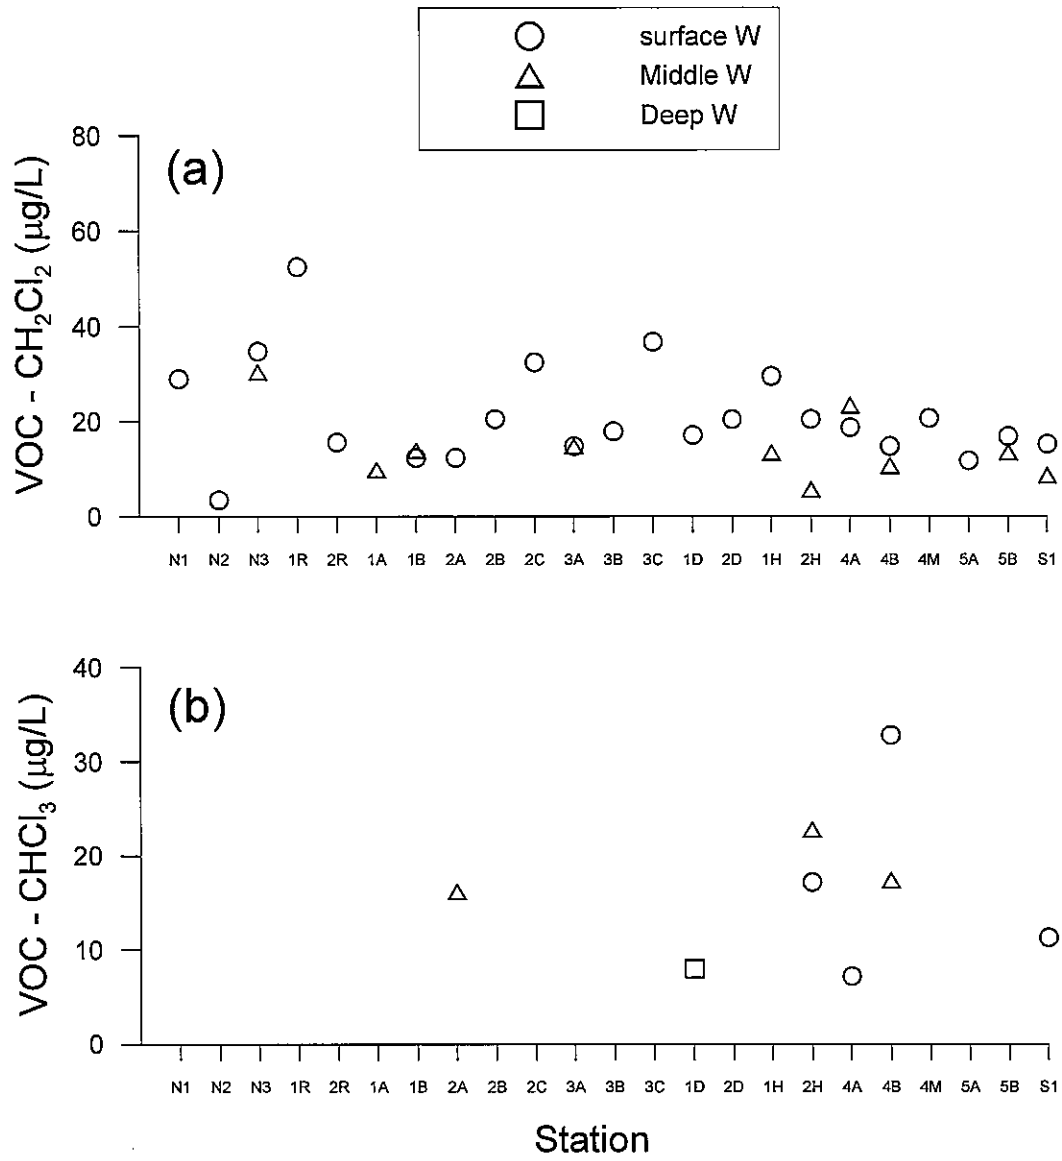 surface W
Middle W
Deep W
(a)
VOC - CH₂Cl₂ (µg/L)
80
60
40
20
0
N1 N2 N3 1R 2R 1A 1B 2A 2B 2C 3A 3B 3C 1D 2D 1H 2H 4A 4B 4M 5A 5B S1
(b)
VOC - CHCl₃ (µg/L)
40
30
20
10
0
N1 N2 N3 1R 2R 1A 1B 2A 2B 2C 3A 3B 3C 1D 2D 1H 2H 4A 4B 4M 5A 5B S1
Station